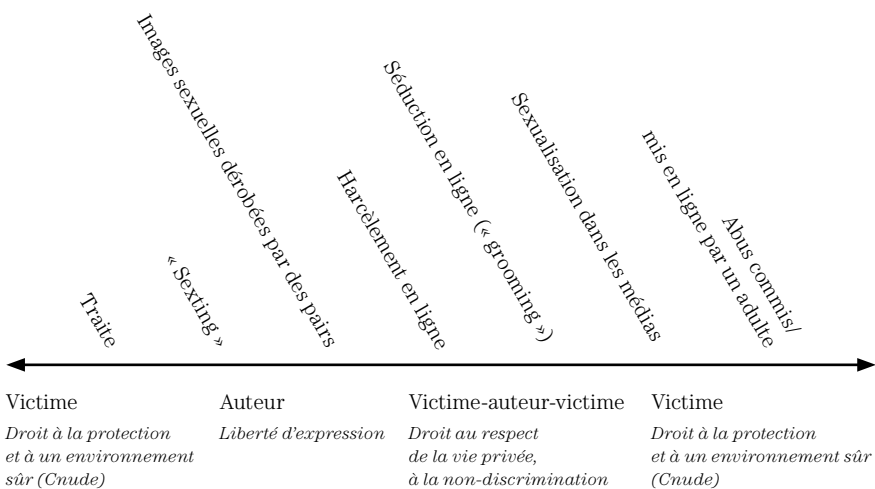 Traite
« Sexting »
Images sexuelles dérobées par des pairs
Harcèlement en ligne
Séduction en ligne (« grooming »)
Sexualisation dans les médias
Abus commis/
mis en ligne par un adulte
Victime
Droit à la protection
et à un environnement
sûr (Cnude)
Auteur
Liberté d'expression
Victime-auteur-victime
Droit au respect
de la vie privée,
à la non-discrimination
Victime
Droit à la protection
et à un environnement sûr
(Cnude)